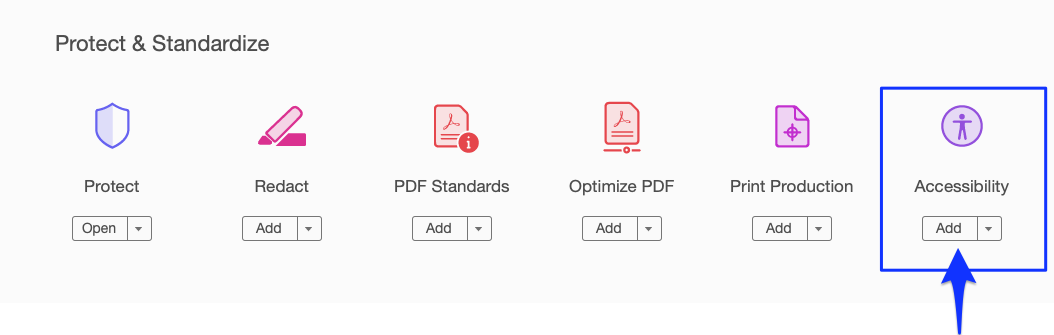 Protect & Standardize
Protect Redact PDF Standards Optimize PDF Print Production Accessibility
Open Add Add Add Add Add